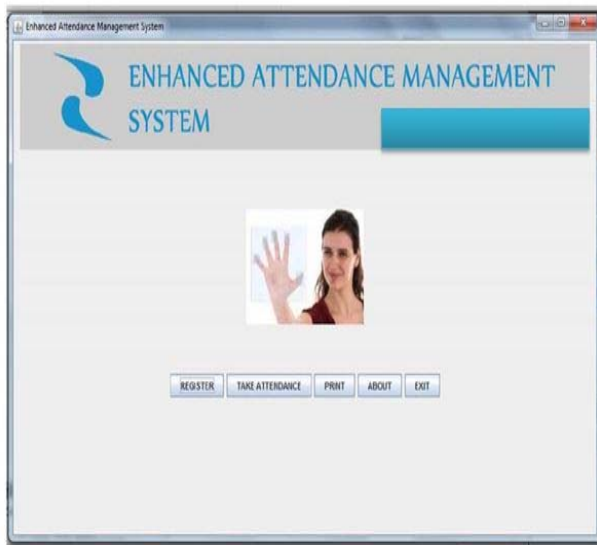 Enhanced Attendance Management System
ENHANCED ATTENDANCE MANAGEMENT
SYSTEM
REGISTER TAKE ATTENDANCE PRINT ABOUT EXIT